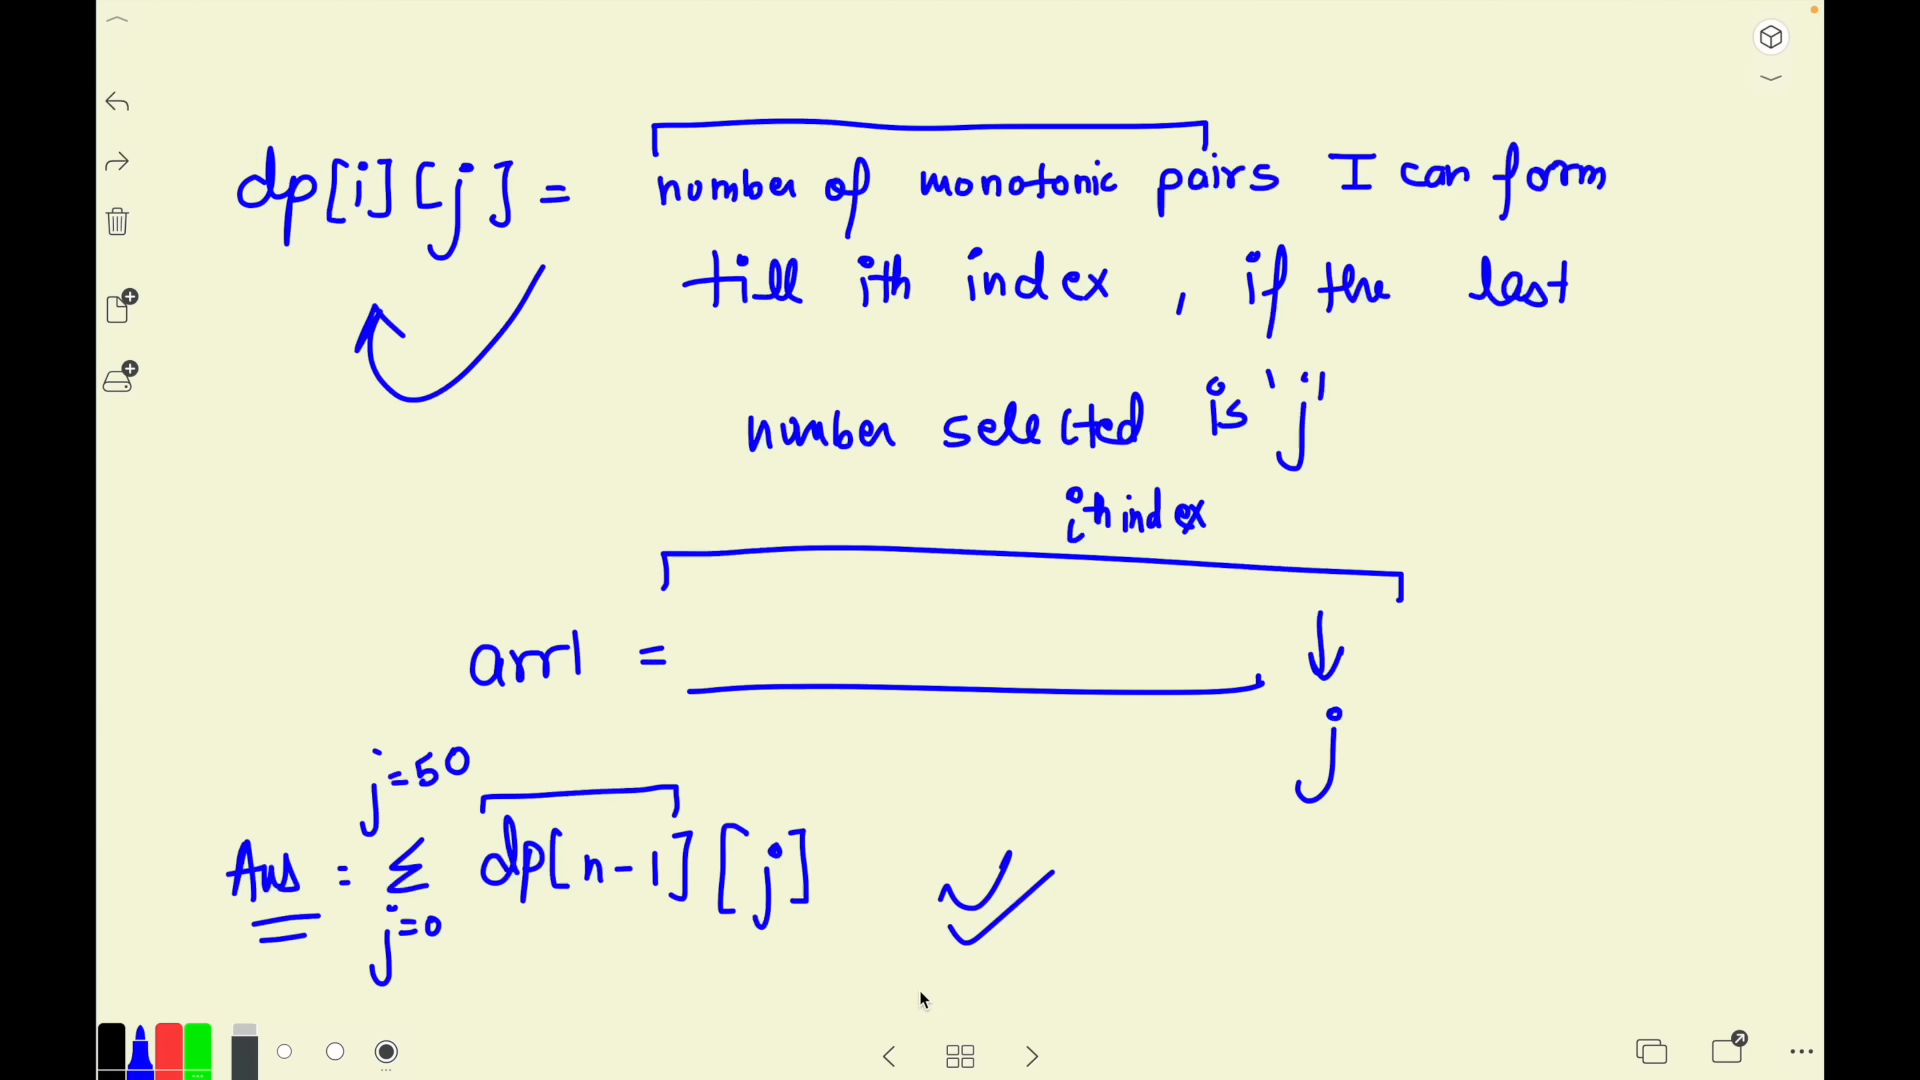 dp[i][j] = number of monotonic pairs I can form
till ith index , if the last
number selected is 'j'
ith index
arr1 =
j
j=50
Ans : Σ dp[n-1][j]
j=0